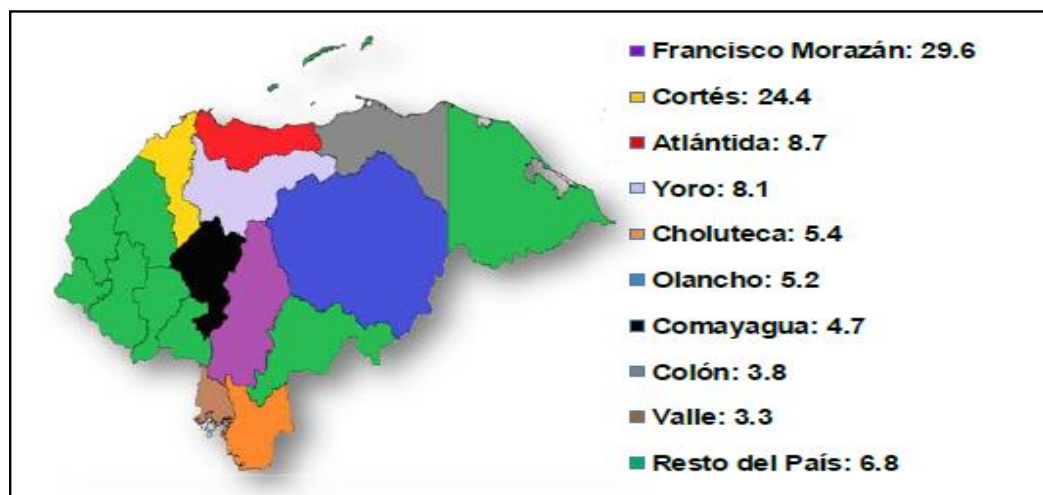 Francisco Morazán: 29.6
Cortés: 24.4
Atlántida: 8.7
Yoro: 8.1
Choluteca: 5.4
Olancho: 5.2
Comayagua: 4.7
Colón: 3.8
Valle: 3.3
Resto del País: 6.8